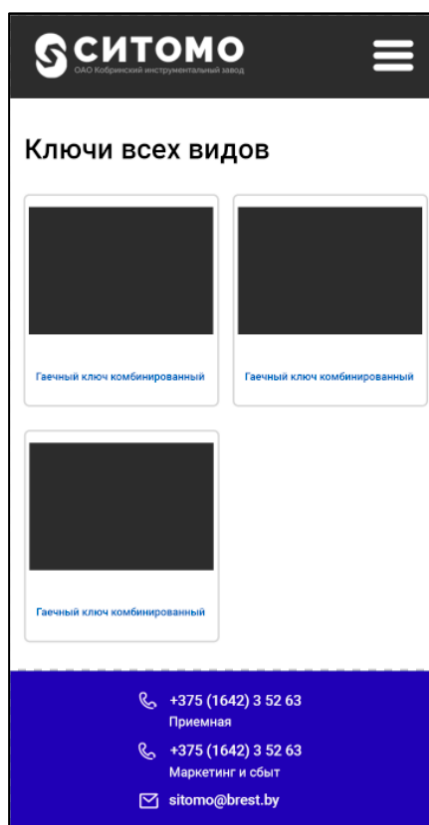 СИТОМО
ОАО Кобринский инструментальный завод
Ключи всех видов
Гаечный ключ комбинированный
Гаечный ключ комбинированный
Гаечный ключ комбинированный
+375 (1642) 3 52 63
Приемная
+375 (1642) 3 52 63
Маркетинг и сбыт
sitomo@brest.by